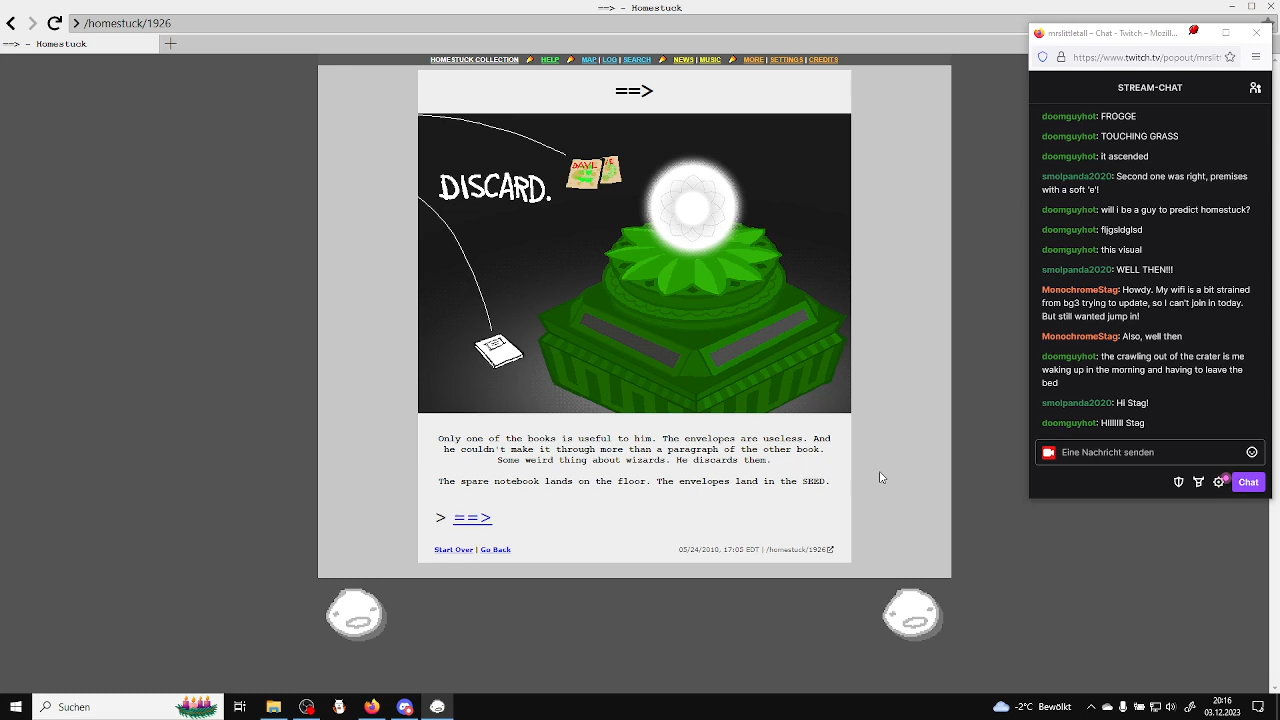 ==> - Homestuck
/homestuck/1926
==> - Homestuck
HOMESTUCK COLLECTION HELP MAP | LOG | SEARCH NEWS | MUSIC MORE | SETTINGS | CREDITS
==>
DISCARD.
Only one of the books is useful to him. The envelopes are useless. And
he couldn't make it through more than a paragraph of the other book.
Some weird thing about wizards. He discards them.
The spare notebook lands on the floor. The envelopes land in the SEED.
> ==>
Start Over | Go Back
05/24/2010, 17:05 EDT | /homestuck/1926
mrslittletall – Chat - Twitch – Mozill...
https://www.twitch.tv/popout/mrslitt
STREAM-CHAT
doomguyhot: FROGGE
doomguyhot: TOUCHING GRASS
doomguyhot: it ascended
smolpanda2020: Second one was right, premises
with a soft 'e'!
doomguyhot: will i be a guy to predict homestuck?
doomguyhot: fljgsldglsd
doomguyhot: this visual
smolpanda2020: WELL THEN!!!
MonochromeStag: Howdy. My wifi is a bit strained
from bg3 trying to update, so I can't join in today.
But still wanted jump in!
MonochromeStag: Also, well then
doomguyhot: the crawling out of the crater is me
waking up in the morning and having to leave the
bed
smolpanda2020: Hi Stag!
doomguyhot: HIIIIIII Stag
Eine Nachricht senden
Chat
Suchen
-2°C Bewölkt
20:16
03.12.2023